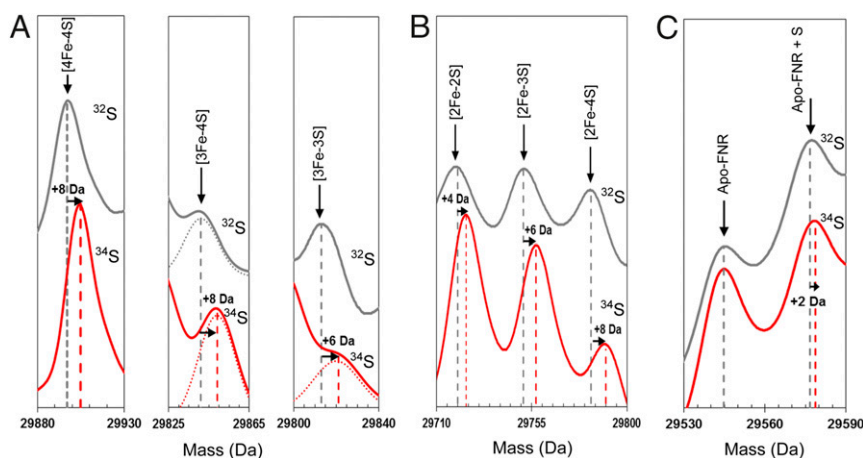 A
[4Fe-4S]
32S
+8 Da
34S
29880
29930
[3Fe-4S]
32S
+8 Da
34S
29825
29865
[3Fe-3S]
32S
+6 Da
34S
29800
29840
Mass (Da)
B
[2Fe-2S]
[2Fe-3S]
[2Fe-4S]
32S
+4 Da
+6 Da
34S
+8 Da
29710
29755
29800
Mass (Da)
C
Apo-FNR
Apo-FNR + S
32S
34S
+2 Da
29530
29560
29590
Mass (Da)